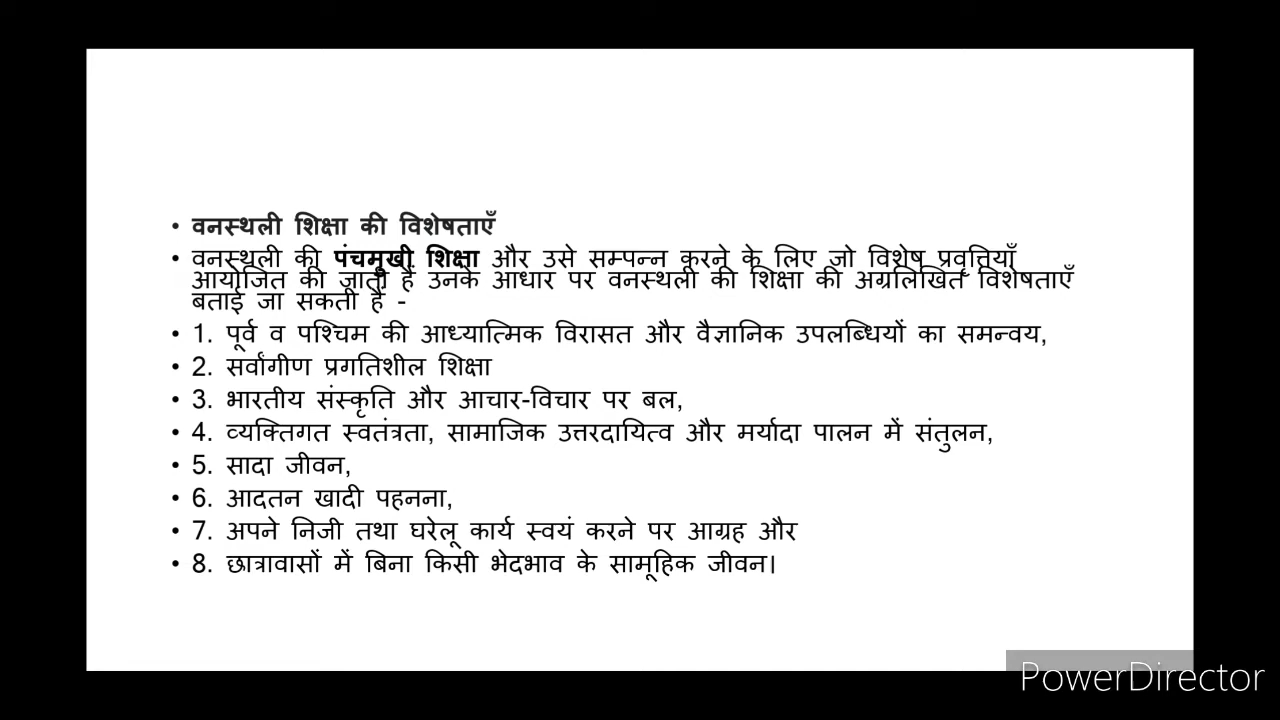 • वनस्थली शिक्षा की विशेषताएँ
• वनस्थली की पंचमुखी शिक्षा और उसे सम्पन्न करने के लिए जो विशेष प्रवृत्तियाँ
आयोजित की जाती हैं उनके आधार पर वनस्थली की शिक्षा की अग्रलिखित विशेषताएँ
बताई जा सकती हैं -
• 1. पूर्व व पश्चिम की आध्यात्मिक विरासत और वैज्ञानिक उपलब्धियों का समन्वय,
• 2. सर्वांगीण प्रगतिशील शिक्षा
• 3. भारतीय संस्कृति और आचार-विचार पर बल,
• 4. व्यक्तिगत स्वतंत्रता, सामाजिक उत्तरदायित्व और मर्यादा पालन में संतुलन,
• 5. सादा जीवन,
• 6. आदतन खादी पहनना,
• 7. अपने निजी तथा घरेलू कार्य स्वयं करने पर आग्रह और
• 8. छात्रावासों में बिना किसी भेदभाव के सामूहिक जीवन।
PowerDirector